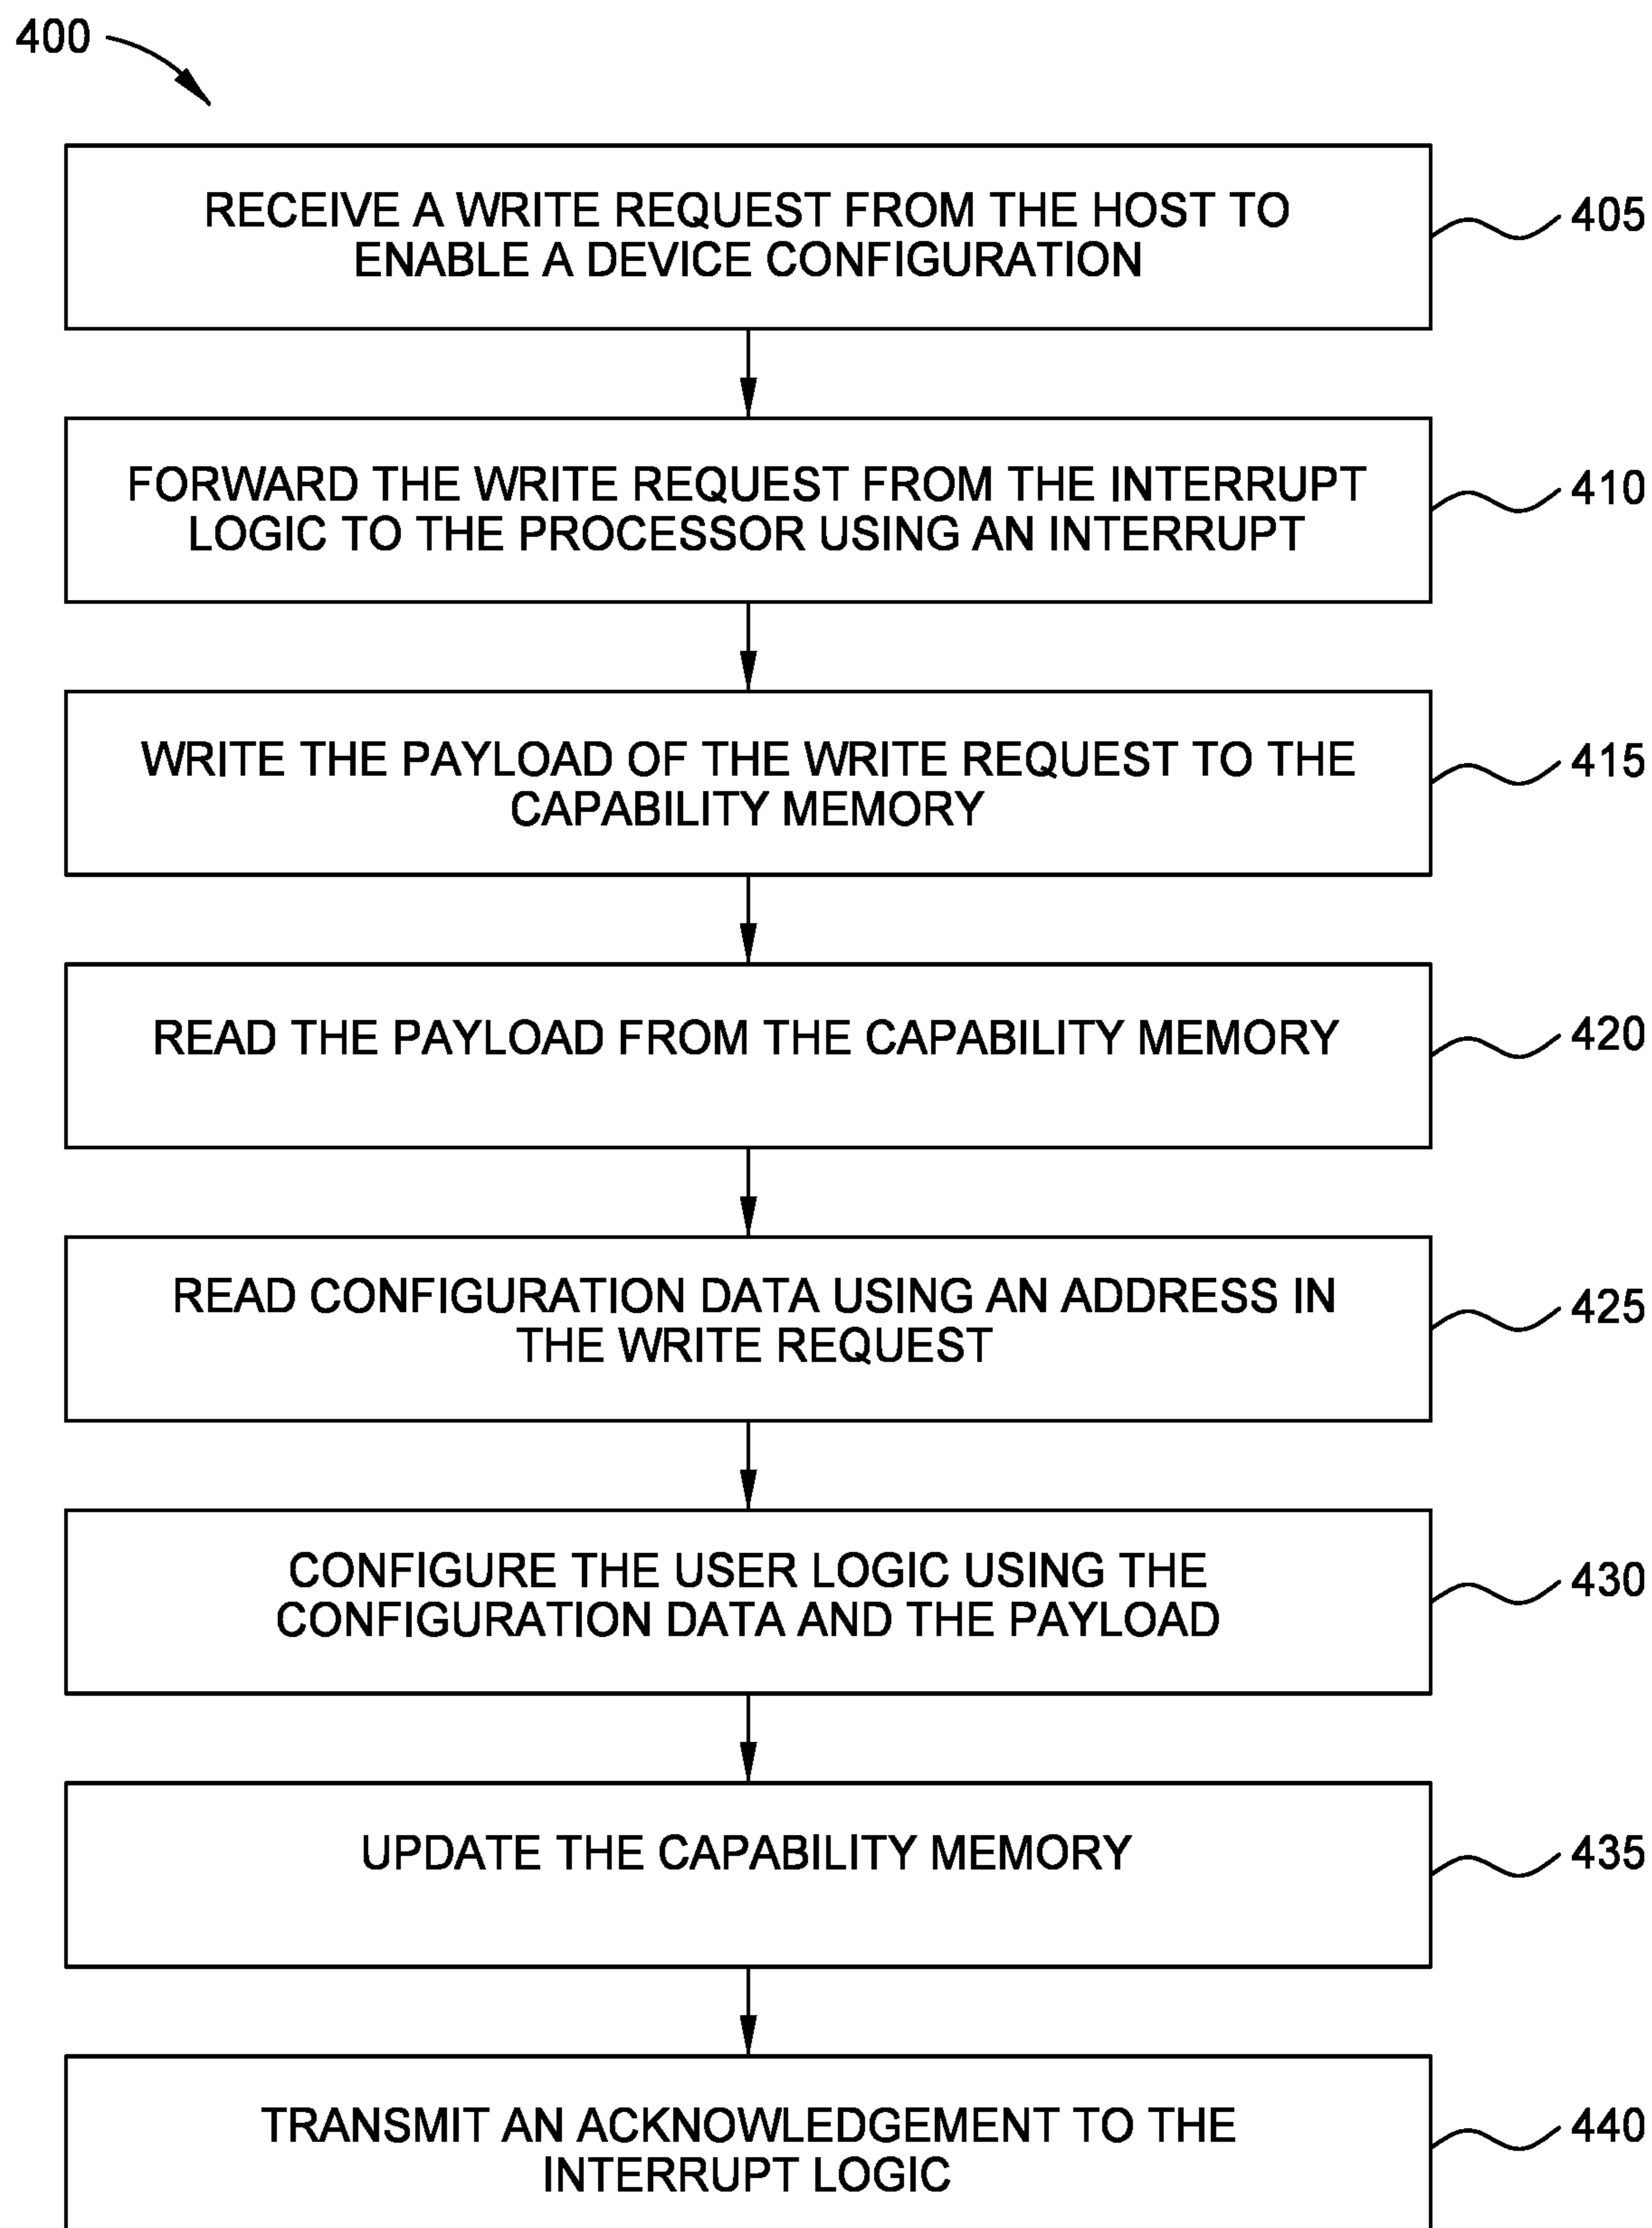 400
RECEIVE A WRITE REQUEST FROM THE HOST TO
ENABLE A DEVICE CONFIGURATION
405
FORWARD THE WRITE REQUEST FROM THE INTERRUPT
LOGIC TO THE PROCESSOR USING AN INTERRUPT
410
WRITE THE PAYLOAD OF THE WRITE REQUEST TO THE
CAPABILITY MEMORY
415
READ THE PAYLOAD FROM THE CAPABILITY MEMORY
420
READ CONFIGURATION DATA USING AN ADDRESS IN
THE WRITE REQUEST
425
CONFIGURE THE USER LOGIC USING THE
CONFIGURATION DATA AND THE PAYLOAD
430
UPDATE THE CAPABILITY MEMORY
435
TRANSMIT AN ACKNOWLEDGEMENT TO THE
INTERRUPT LOGIC
440